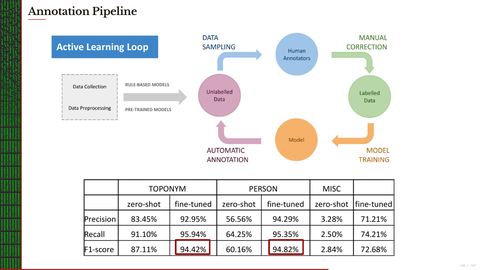 Annotation Pipeline
Active Learning Loop
DATA
SAMPLING
MANUAL
CORRECTION
Human
Annotators
Data Collection
Data Preprocessing
RULE-BASED MODELS
PRE-TRAINED MODELS
Unlabelled
Data
Labelled
Data
Model
AUTOMATIC
ANNOTATION
MODEL
TRAINING
TOPONYM PERSON MISC
zero-shot fine-tuned zero-shot fine-tuned zero-shot fine-tuned
Precision 83.45% 92.95% 56.56% 94.29% 3.28% 71.21%
Recall 91.10% 95.94% 64.25% 95.35% 2.50% 74.21%
F1-score 87.11% 94.42% 60.16% 94.82% 2.84% 72.68%